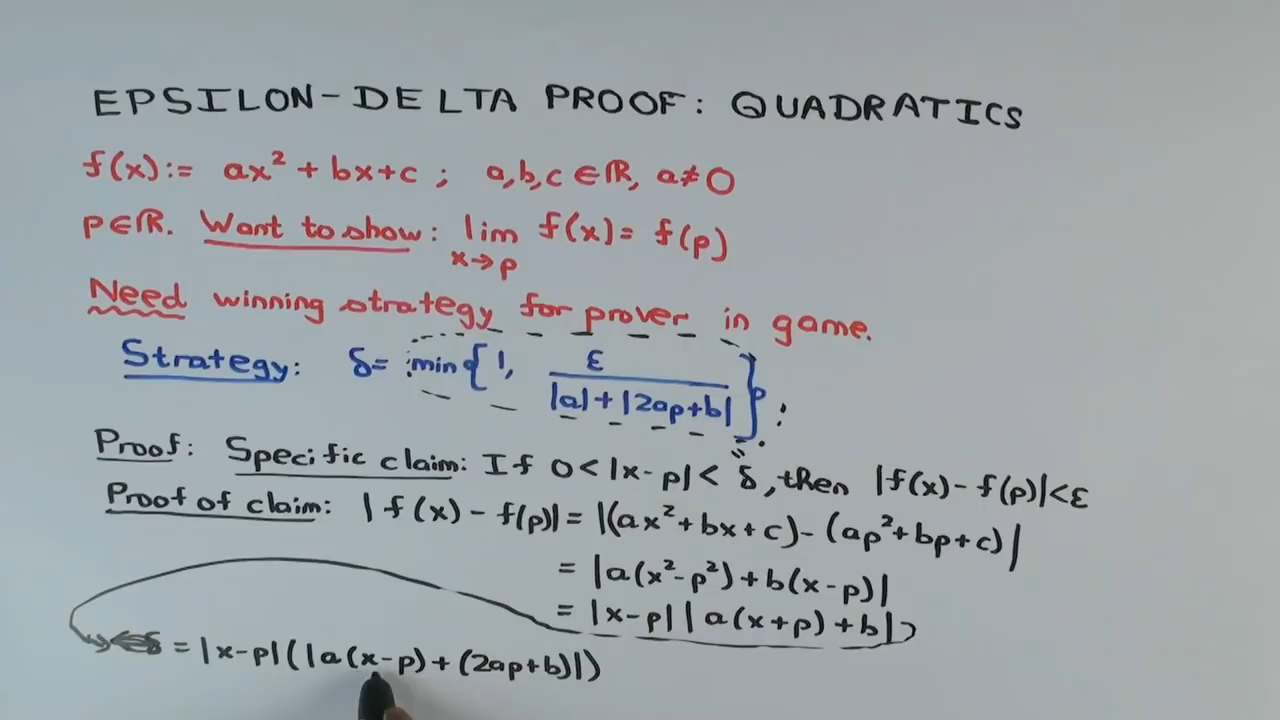 EPSILON-DELTA PROOF: QUADRATICS
f(x):= ax² + bx+c ; a,b,c ∈ ℝ, a≠0
p∈ℝ. Want to show: lim x→p f(x)= f(p)
Need winning strategy for prover in game.
Strategy: δ= min{1, ε / |a|+|2ap+b|}:
Proof: Specific claim: If 0<|x-p|< δ, then |f(x)-f(p)|<ε
Proof of claim: |f(x)-f(p)|= |(ax²+bx+c)-(ap²+bp+c)|
= |a(x²-p²)+b(x-p)|
= |x-p||a(x+p)+b|
= |x-p|(|a(x-p)+(2ap+b)|)